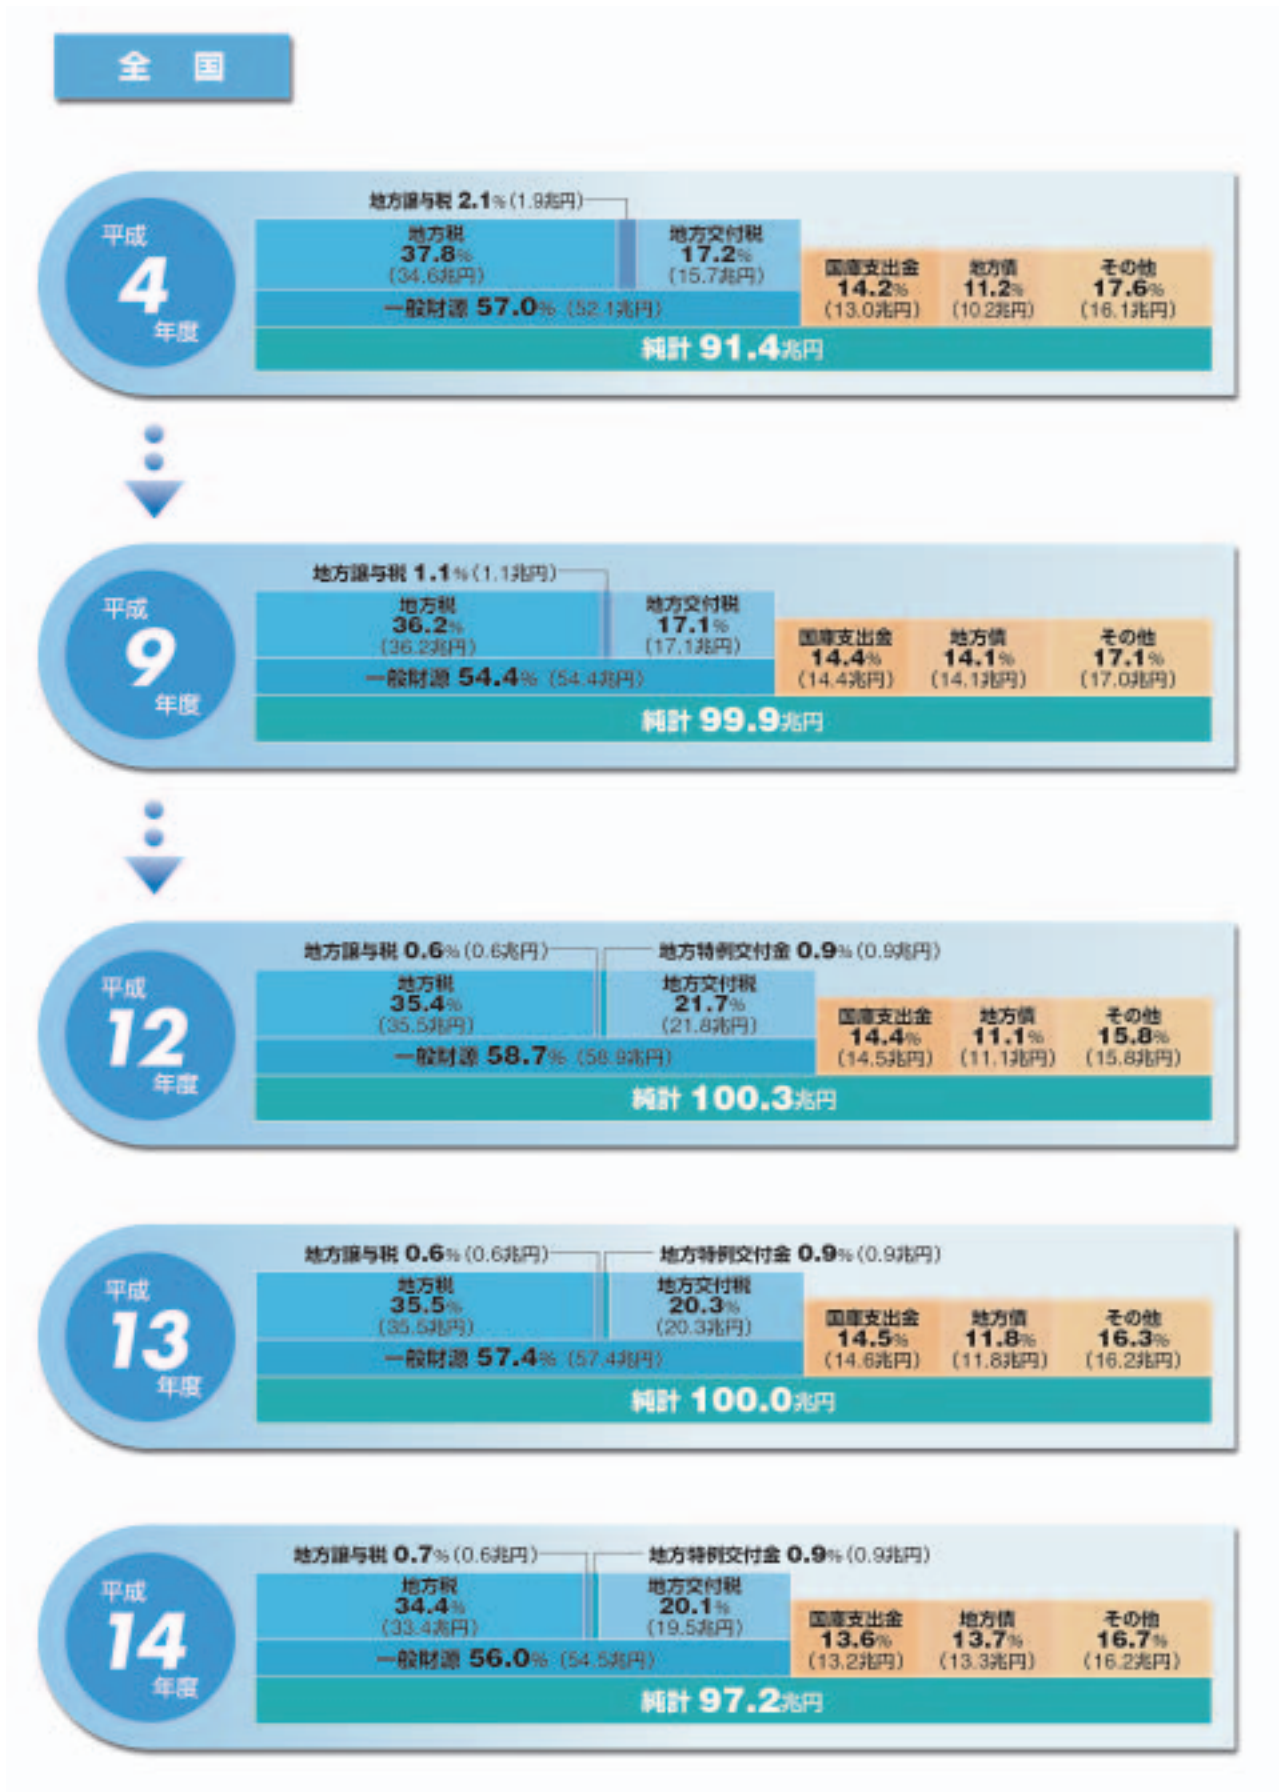 全国
平成
4
年度
地方譲与税 2.1%(1.9兆円)
地方税
37.8%
(34.6兆円)
地方交付税
17.2%
(15.7兆円)
一般財源 57.0% (52.1兆円)
国庫支出金
14.2%
(13.0兆円)
地方債
11.2%
(10.2兆円)
その他
17.6%
(16.1兆円)
純計 91.4兆円
平成
9
年度
地方譲与税 1.1%(1.1兆円)
地方税
36.2%
(36.2兆円)
地方交付税
17.1%
(17.1兆円)
一般財源 54.4% (54.4兆円)
国庫支出金
14.4%
(14.4兆円)
地方債
14.1%
(14.1兆円)
その他
17.1%
(17.0兆円)
純計 99.9兆円
平成
12
年度
地方譲与税 0.6%(0.6兆円)
地方特例交付金 0.9%(0.9兆円)
地方税
35.4%
(35.5兆円)
地方交付税
21.7%
(21.8兆円)
一般財源 58.7% (58.9兆円)
国庫支出金
14.4%
(14.5兆円)
地方債
11.1%
(11.1兆円)
その他
15.8%
(15.8兆円)
純計 100.3兆円
平成
13
年度
地方譲与税 0.6%(0.6兆円)
地方特例交付金 0.9%(0.9兆円)
地方税
35.5%
(35.5兆円)
地方交付税
20.3%
(20.3兆円)
一般財源 57.4% (57.4兆円)
国庫支出金
14.5%
(14.6兆円)
地方債
11.8%
(11.8兆円)
その他
16.3%
(16.2兆円)
純計 100.0兆円
平成
14
年度
地方譲与税 0.7%(0.6兆円)
地方特例交付金 0.9%(0.9兆円)
地方税
34.4%
(33.4兆円)
地方交付税
20.1%
(19.5兆円)
一般財源 56.0% (54.5兆円)
国庫支出金
13.6%
(13.2兆円)
地方債
13.7%
(13.3兆円)
その他
16.7%
(16.2兆円)
純計 97.2兆円